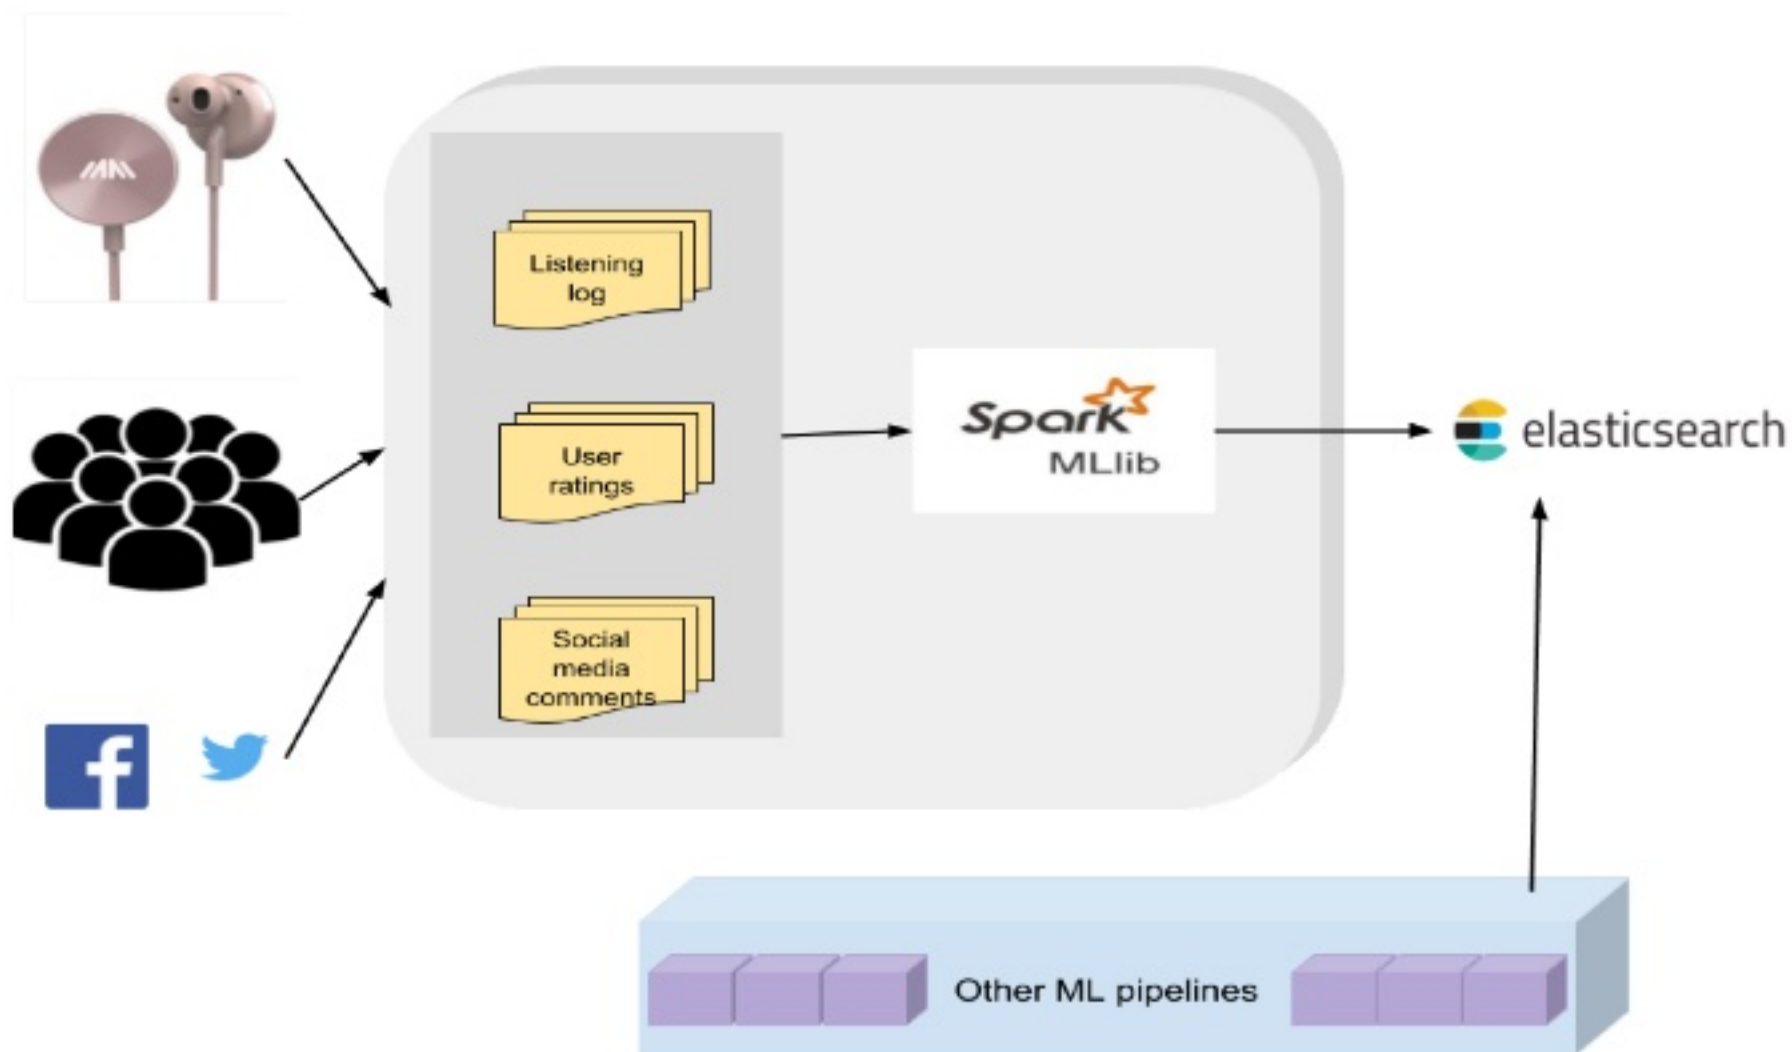 Listening
log
User
ratings
Social
media
comments
Spark
MLlib
elasticsearch
Other ML pipelines